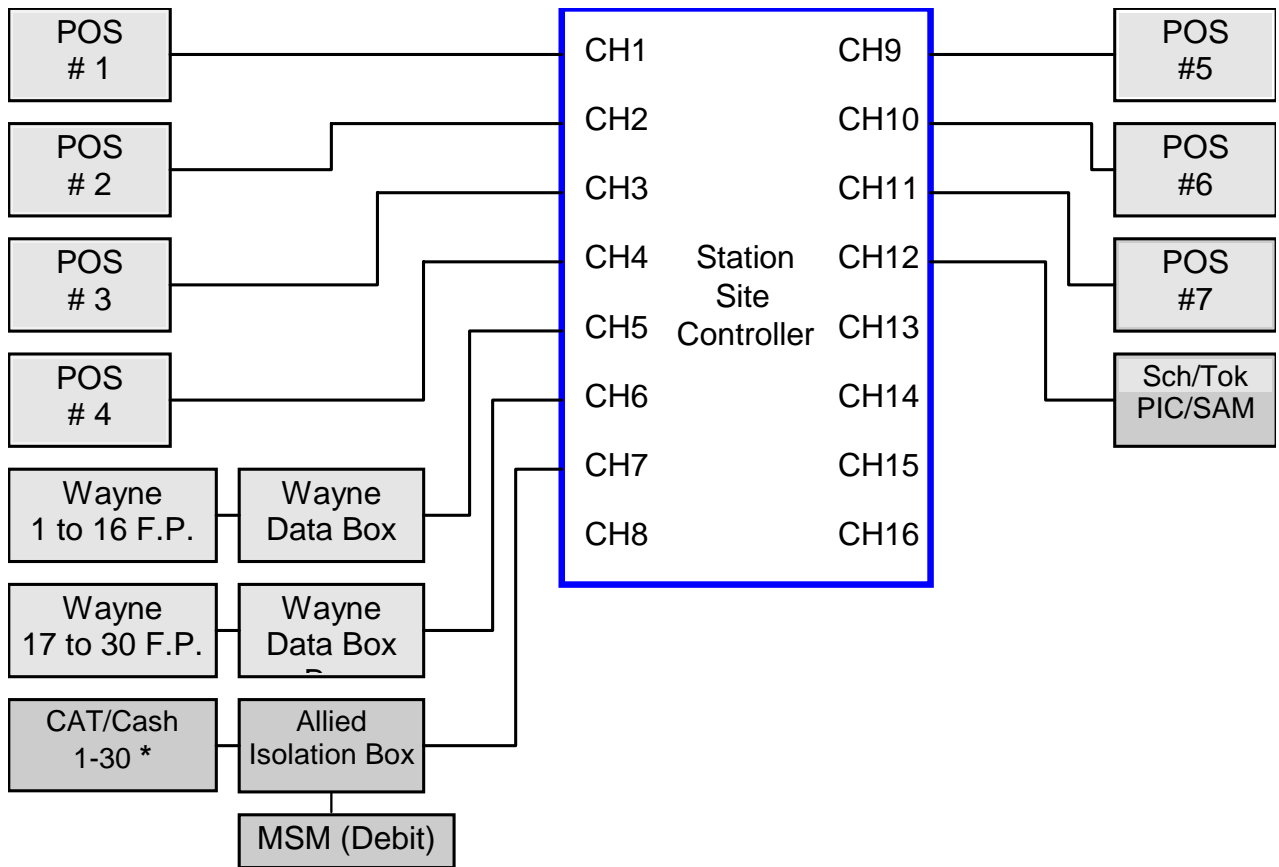 POS
# 1
POS
# 2
POS
# 3
POS
# 4
Wayne
1 to 16 F.P.
Wayne
Data Box
Wayne
17 to 30 F.P.
Wayne
Data Box
CAT/Cash
1-30 *
Allied
Isolation Box
MSM (Debit)
CH1
CH2
CH3
CH4
CH5
CH6
CH7
CH8
Station
Site
Controller
CH9
CH10
CH11
CH12
CH13
CH14
CH15
CH16
POS
#5
POS
#6
POS
#7
Sch/Tok
PIC/SAM